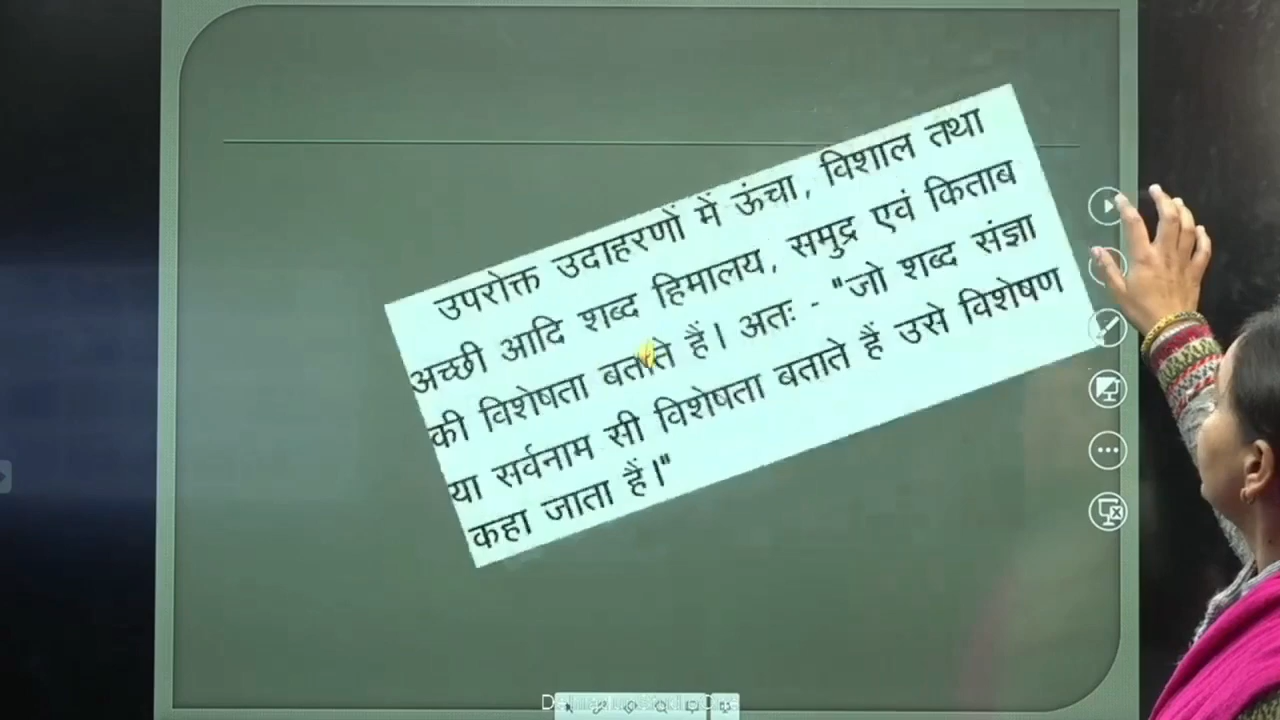 उपरोक्त उदाहरणों में ऊंचा, विशाल तथा
अच्छी आदि शब्द हिमालय, समुद्र एवं किताब
की विशेषता बताते हैं। अतः - "जो शब्द संज्ञा
या सर्वनाम सी विशेषता बताते हैं उसे विशेषण
कहा जाता हैं।"